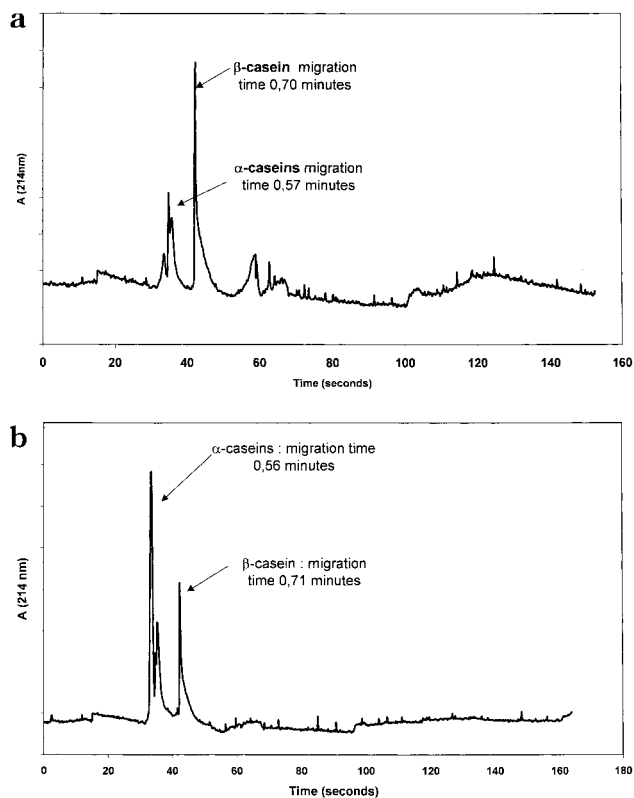 a
β-casein migration
time 0,70 minutes
α-caseins migration
time 0,57 minutes
A (214nm)
0 20 40 60 80 100 120 140 160
Time (seconds)
b
α-caseins : migration time
0,56 minutes
β-casein : migration
time 0,71 minutes
A (214 nm)
0 20 40 60 80 100 120 140 160 180
Time (seconds)